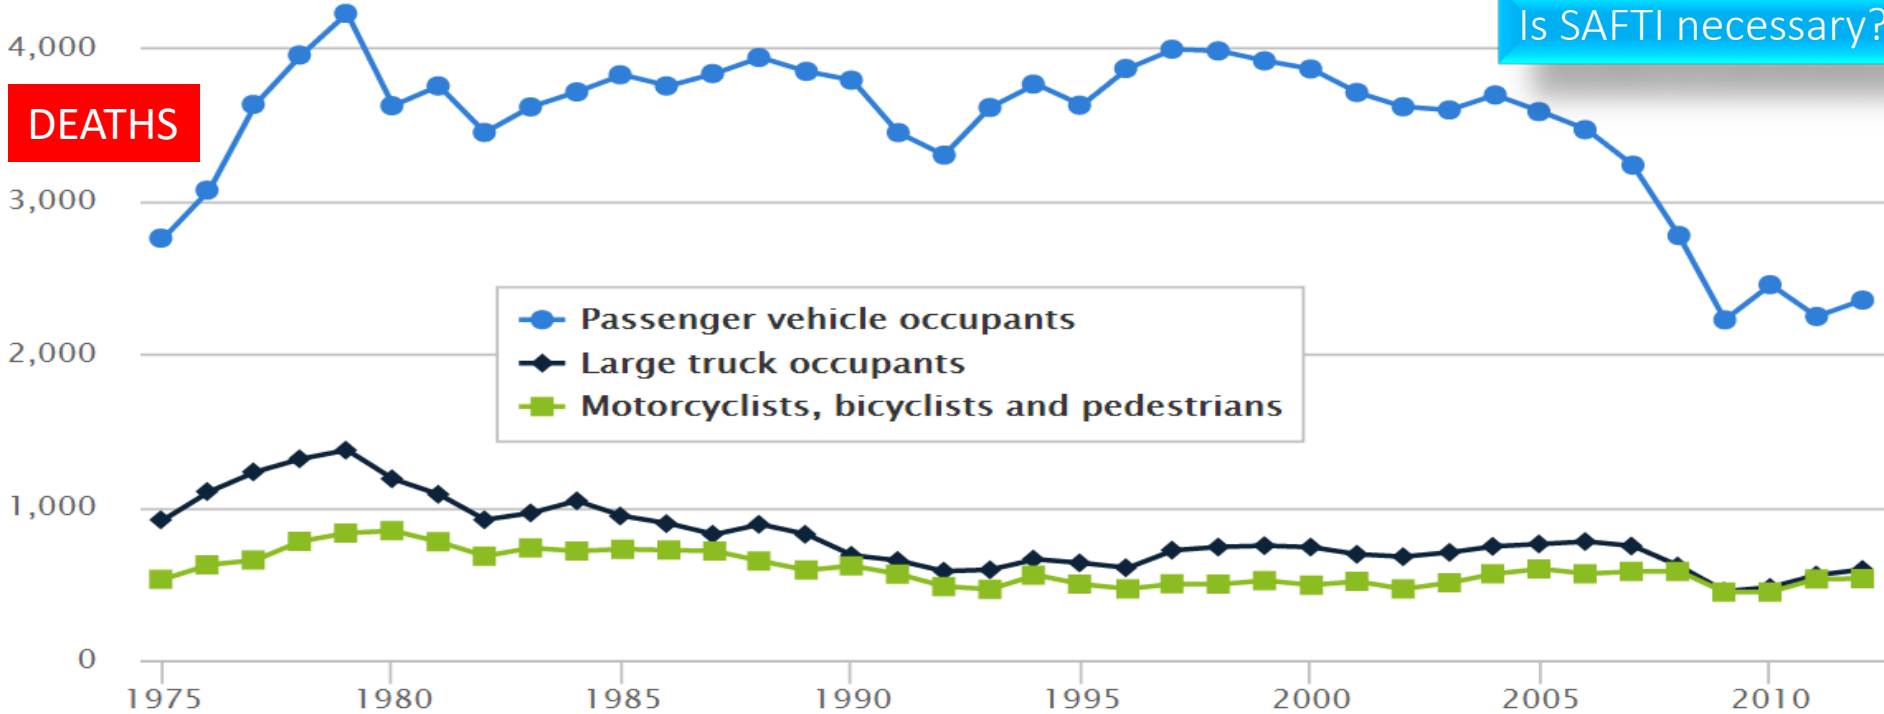 Is SAFTI necessary?
4,000
DEATHS
3,000
Passenger vehicle occupants
2,000
Large truck occupants
Motorcyclists, bicyclists and pedestrians
1,000
0
1975 1980 1985 1990 1995 2000 2005 2010